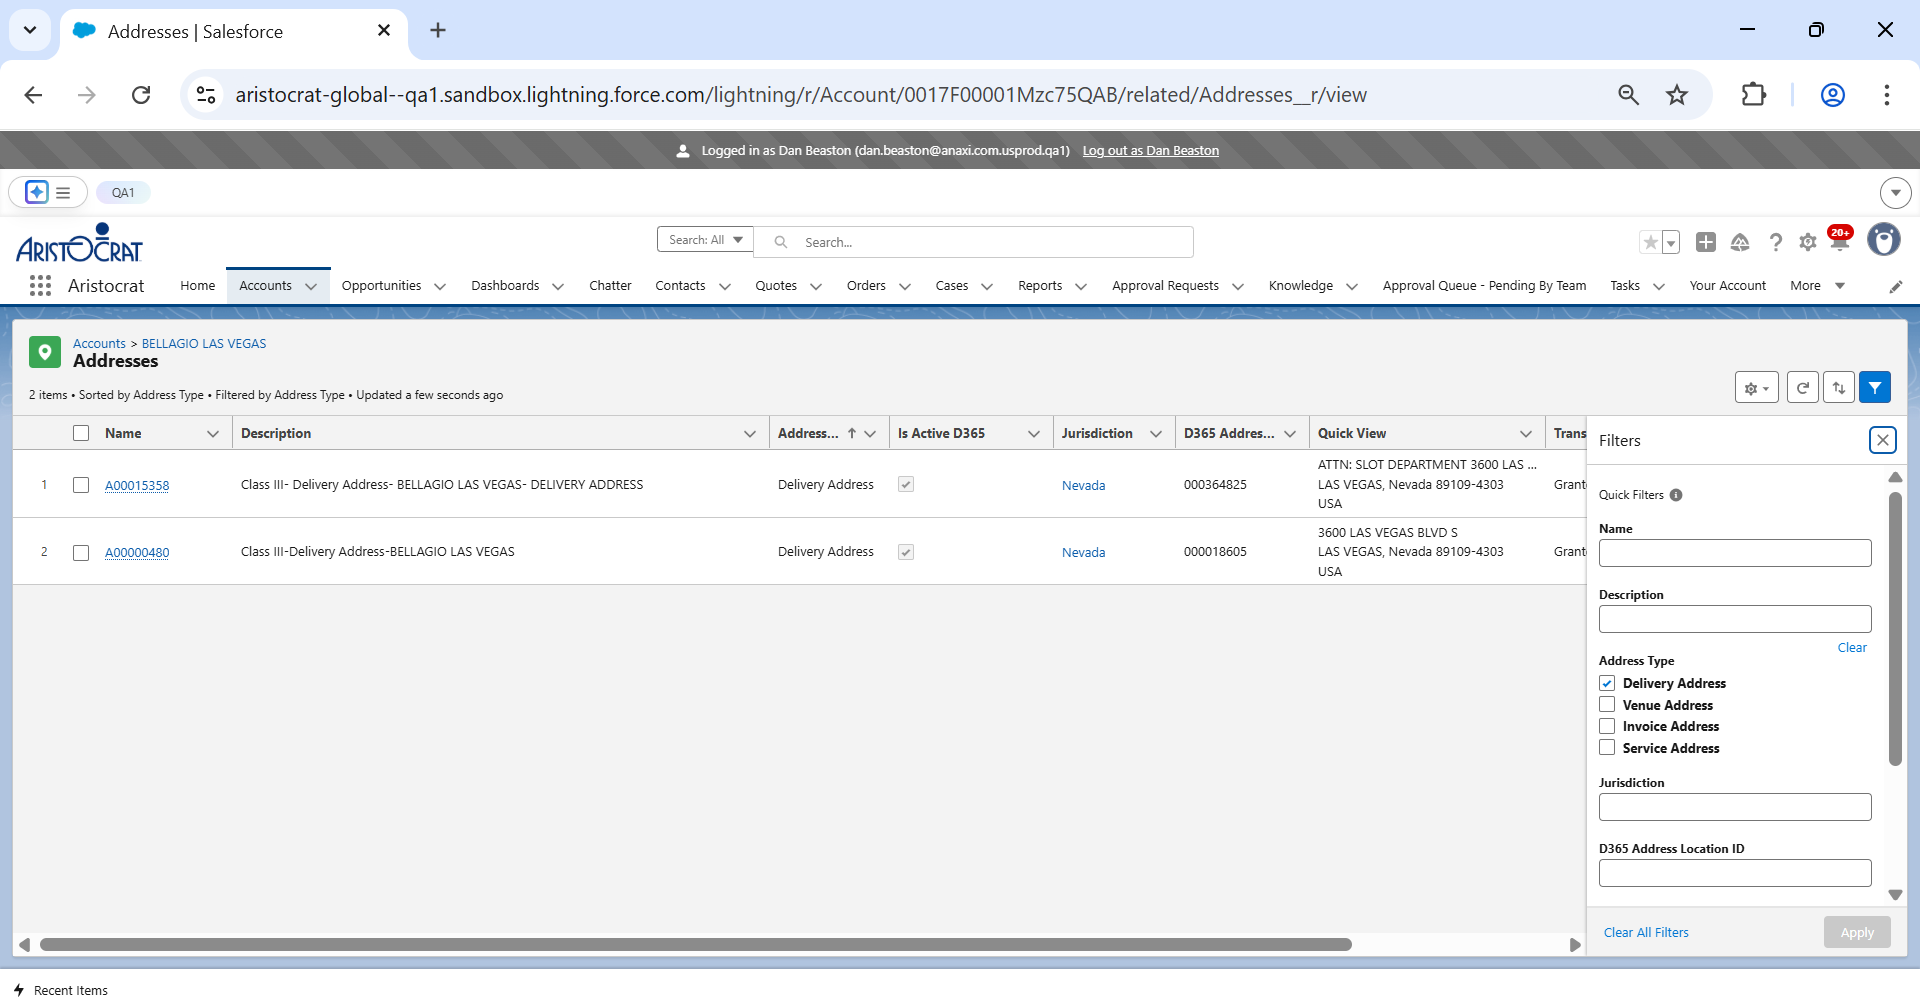 Addresses | Salesforce
aristocrat-global--qa1.sandbox.lightning.force.com/lightning/r/Account/0017F00001Mzc75QAB/related/Addresses__r/view
Logged in as Dan Beaston (dan.beaston@anaxi.com.usprod.qa1) Log out as Dan Beaston
QA1
ARISTOCRAT
Search: All
Search...
20+
Aristocrat Home Accounts Opportunities Dashboards Chatter Contacts Quotes Orders Cases Reports Approval Requests Knowledge Approval Queue - Pending By Team Tasks Your Account More
Accounts > BELLAGIO LAS VEGAS
Addresses
2 items • Sorted by Address Type • Filtered by Address Type • Updated a few seconds ago
Name Description Address... Is Active D365 Jurisdiction D365 Addres... Quick View Trans
1 A00015358 Class III- Delivery Address- BELLAGIO LAS VEGAS- DELIVERY ADDRESS Delivery Address Nevada 000364825 ATTN: SLOT DEPARTMENT 3600 LAS ...
LAS VEGAS, Nevada 89109-4303
USA
Grant
2 A00000480 Class III-Delivery Address-BELLAGIO LAS VEGAS Delivery Address Nevada 000018605 3600 LAS VEGAS BLVD S
LAS VEGAS, Nevada 89109-4303
USA
Grant
Filters
Quick Filters
Name
Description
Clear
Address Type
Delivery Address
Venue Address
Invoice Address
Service Address
Jurisdiction
D365 Address Location ID
Clear All Filters
Apply
Recent Items